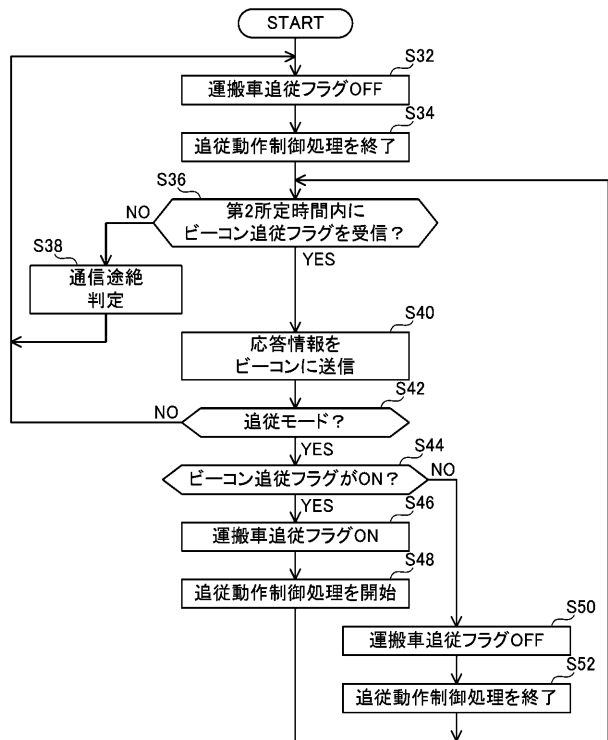 START
S32
運搬車追従フラグOFF
S34
追従動作制御処理を終了
S36
第2所定時間内に
ビーコン追従フラグを受信？
NO
YES
S38
通信途絶
判定
S40
応答情報を
ビーコンに送信
S42
追従モード？
NO
YES
S44
ビーコン追従フラグがON？
NO
YES
S46
運搬車追従フラグON
S48
追従動作制御処理を開始
S50
運搬車追従フラグOFF
S52
追従動作制御処理を終了